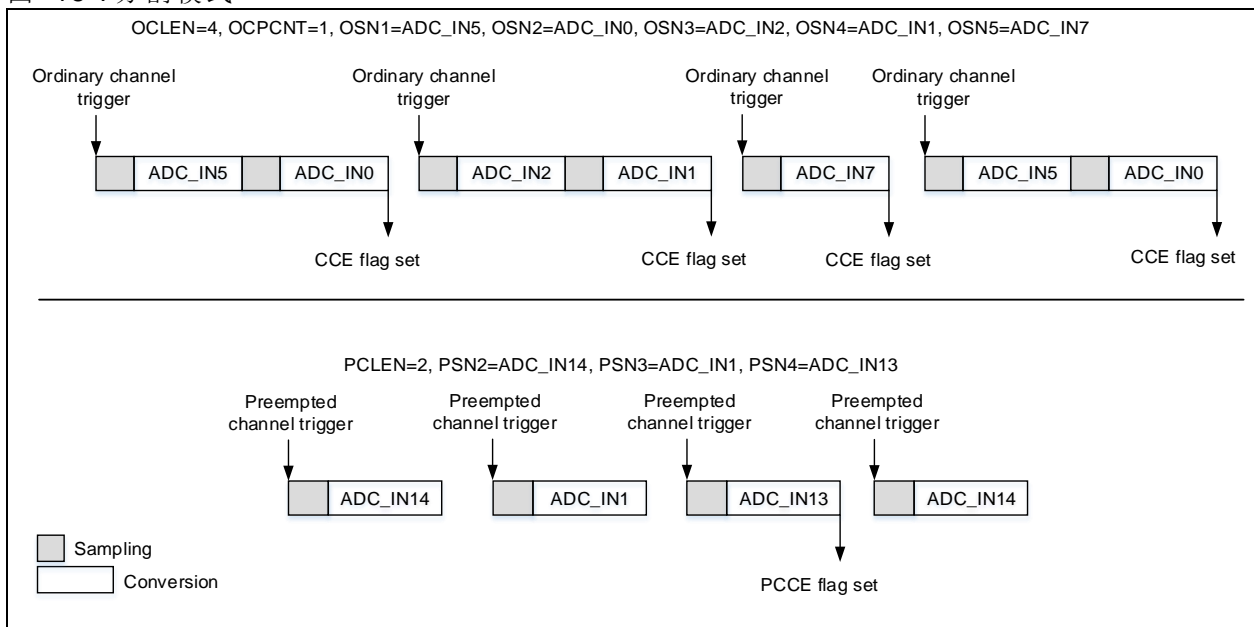 OCLEN=4, OCPCNT=1, OSN1=ADC_IN5, OSN2=ADC_IN0, OSN3=ADC_IN2, OSN4=ADC_IN1, OSN5=ADC_IN7
Ordinary channel trigger
Ordinary channel trigger
Ordinary channel trigger
Ordinary channel trigger
ADC_IN5 ADC_IN0 ADC_IN2 ADC_IN1 ADC_IN7 ADC_IN5 ADC_IN0
CCE flag set
CCE flag set
CCE flag set
CCE flag set
PCLEN=2, PSN2=ADC_IN14, PSN3=ADC_IN1, PSN4=ADC_IN13
Preempted channel trigger
Preempted channel trigger
Preempted channel trigger
Preempted channel trigger
ADC_IN14 ADC_IN1 ADC_IN13 ADC_IN14
Sampling
Conversion
PCCE flag set